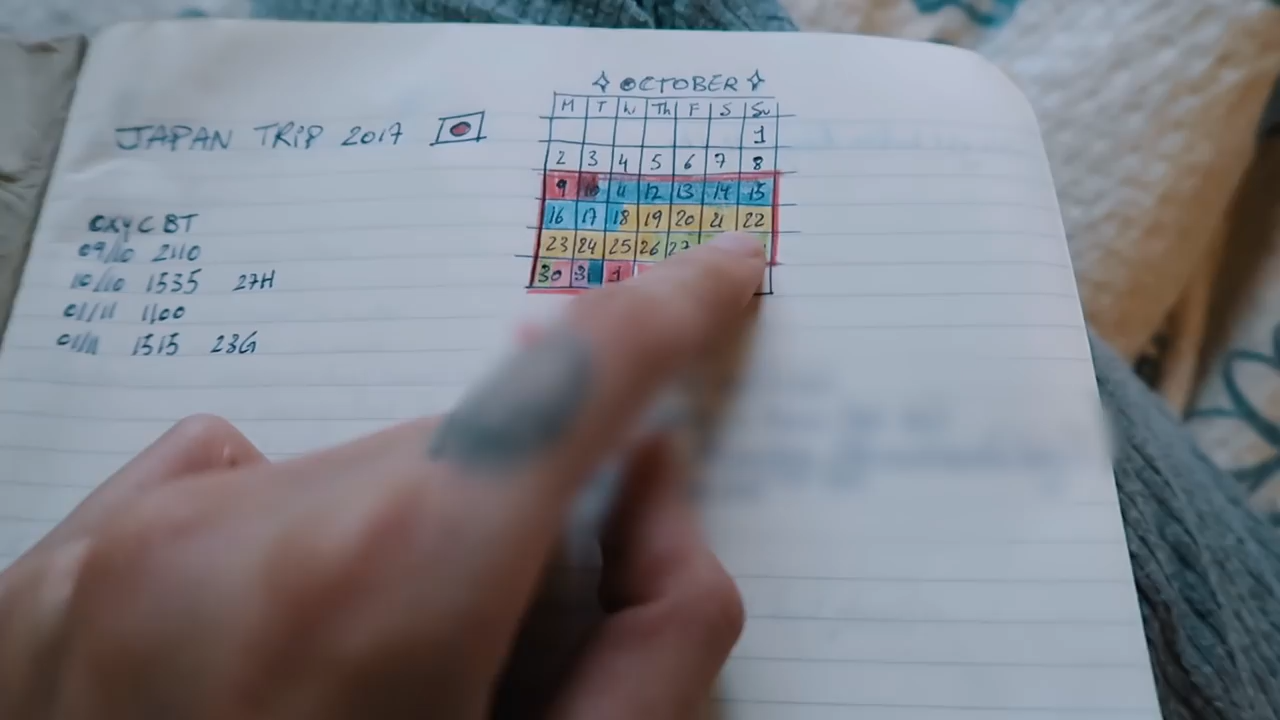 JAPAN TRIP 2017
OXYCBT
09/10 2110
10/10 1535 27H
01/11 1100
01/11 1515 23G
OCTOBER
M T W Th F S Su
1
2 3 4 5 6 7 8
9 10 11 12 13 14 15
16 17 18 19 20 21 22
23 24 25 26 27
30 31 1